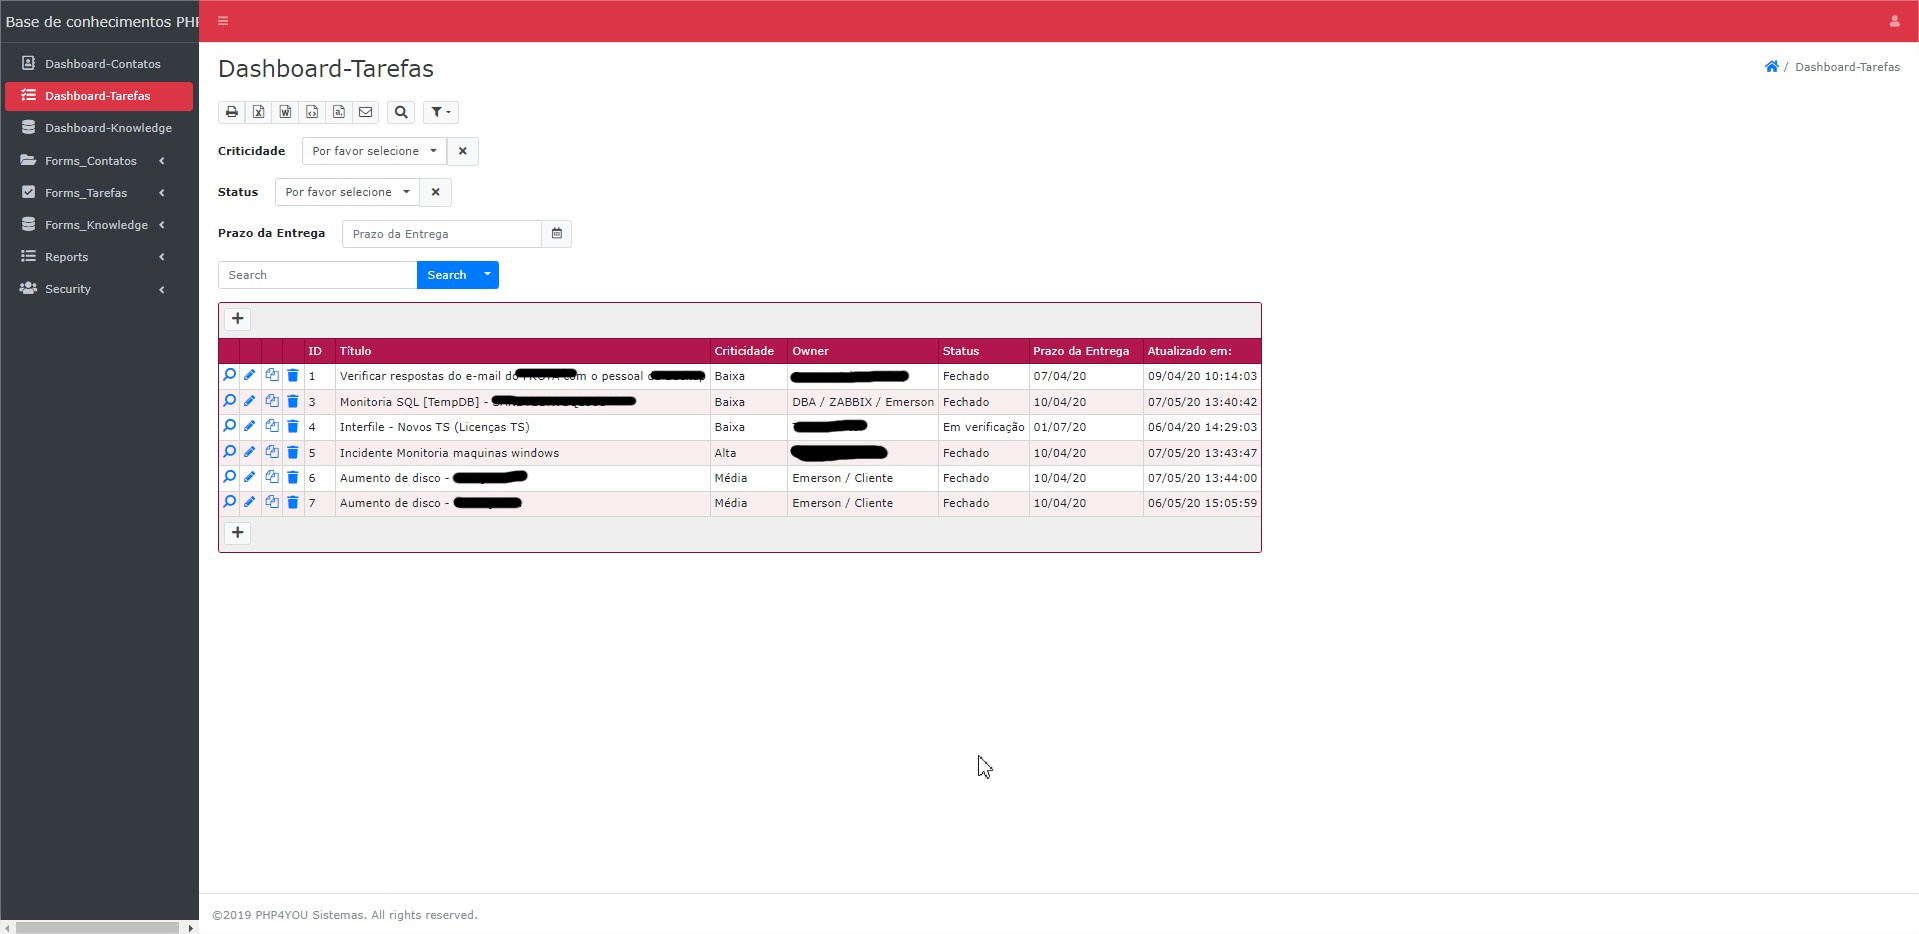 Base de conhecimentos PHP
Dashboard-Contatos
Dashboard-Tarefas
Dashboard-Knowledge
Forms_Contatos
Forms_Tarefas
Forms_Knowledge
Reports
Security
Dashboard-Tarefas
/ Dashboard-Tarefas
Criticidade Por favor selecione
Status Por favor selecione
Prazo da Entrega Prazo da Entrega
Search Search
ID Título Criticidade Owner Status Prazo da Entrega Atualizado em:
1 Verificar respostas do e-mail do com o pessoal Baixa Fechado 07/04/20 09/04/20 10:14:03
3 Monitoria SQL [TempDB] - Baixa DBA / ZABBIX / Emerson Fechado 10/04/20 07/05/20 13:40:42
4 Interfile - Novos TS (Licenças TS) Baixa Em verificação 01/07/20 06/04/20 14:29:03
5 Incidente Monitoria maquinas windows Alta Fechado 10/04/20 07/05/20 13:43:47
6 Aumento de disco - Média Emerson / Cliente Fechado 10/04/20 07/05/20 13:44:00
7 Aumento de disco - Média Emerson / Cliente Fechado 10/04/20 06/05/20 15:05:59
©2019 PHP4YOU Sistemas. All rights reserved.